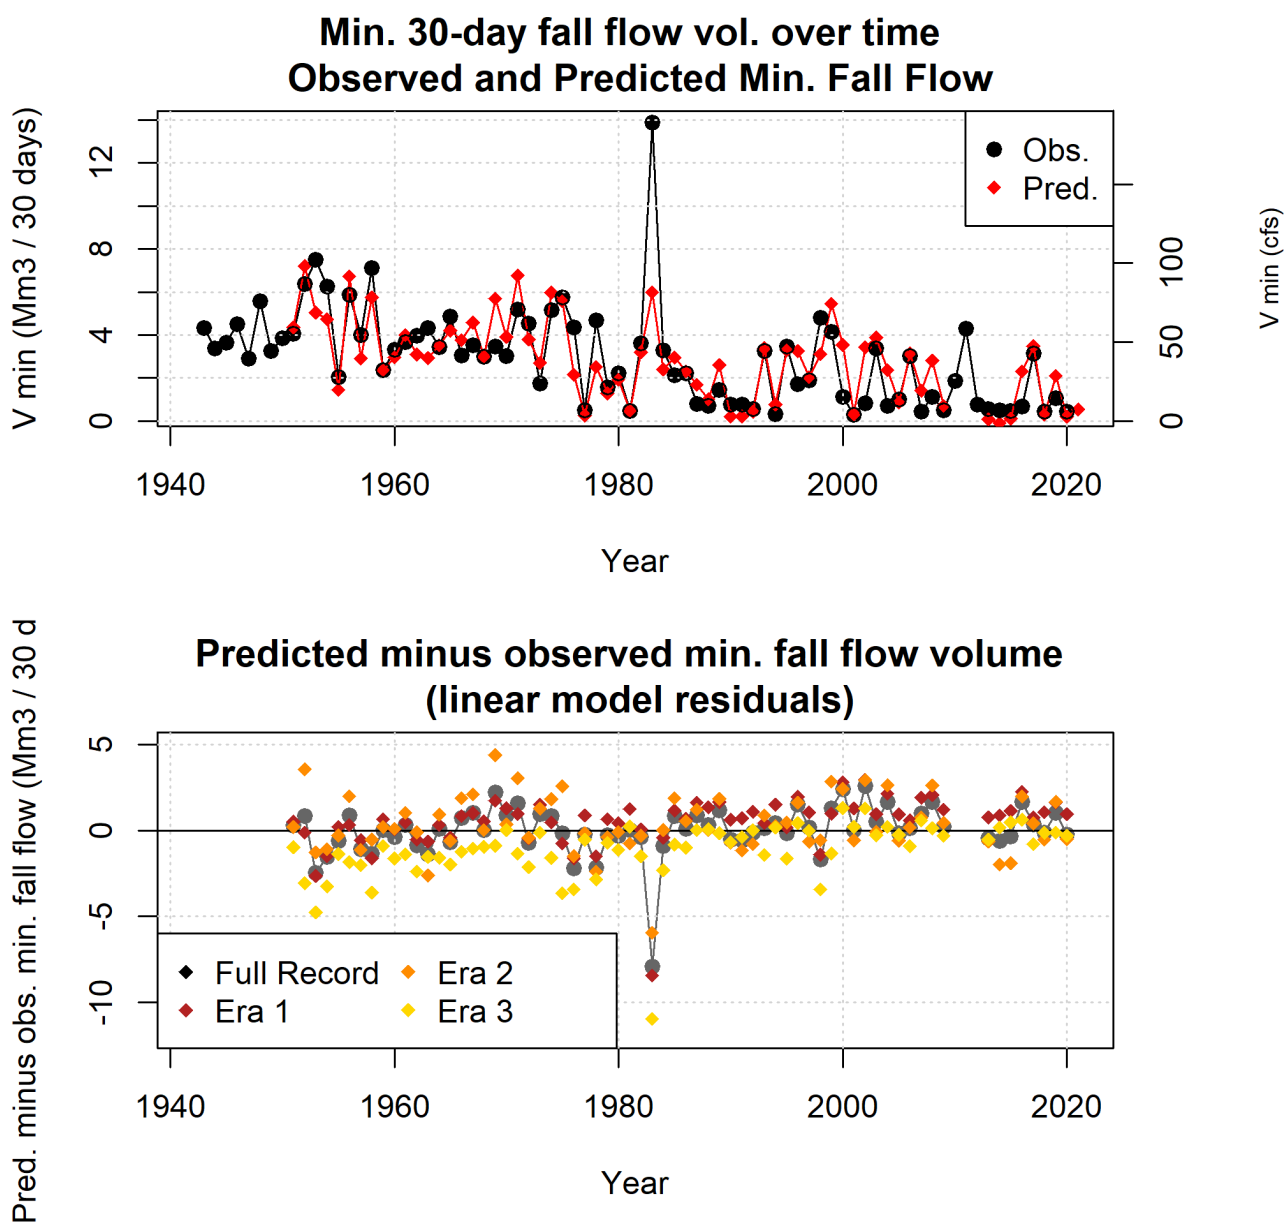 Min. 30-day fall flow vol. over time
Observed and Predicted Min. Fall Flow
V min (Mm3 / 30 days)
12
8
4
0
Obs.
Pred.
100
50
0
V min (cfs)
1940 1960 1980 2000 2020
Year
Predicted minus observed min. fall flow volume
(linear model residuals)
Pred. minus obs. min. fall flow (Mm3 / 30 d
5
0
-5
-10
Full Record Era 2
Era 1 Era 3
1940 1960 1980 2000 2020
Year